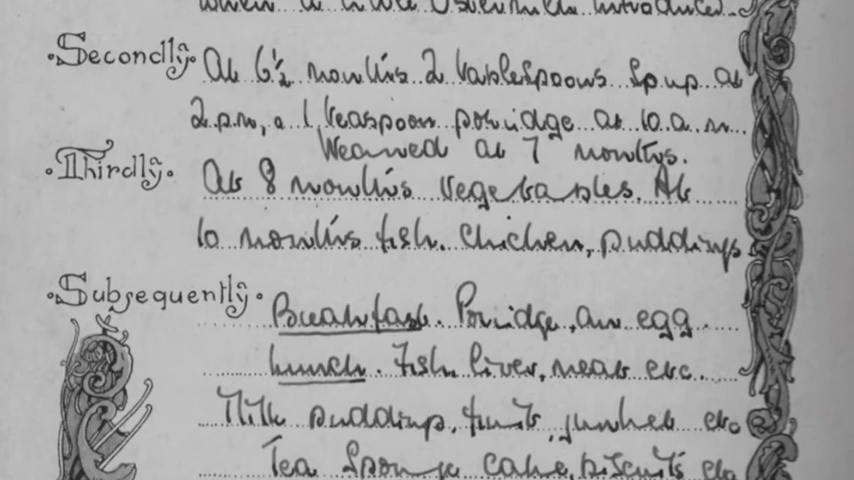 Secondly. At 6½ months 2 tablespoons soup at
2 p.m, a 1 teaspoon porridge at 10 a.m..
Weaned at 7 months.
Thirdly. At 8 months vegetables. At
10 months fish. Chicken, puddings
Subsequently. Breakfast. Porridge, an egg
Lunch. Fish, liver, meat etc.
Milk puddings, fruit, junket etc
Tea Sponge cake, biscuits etc